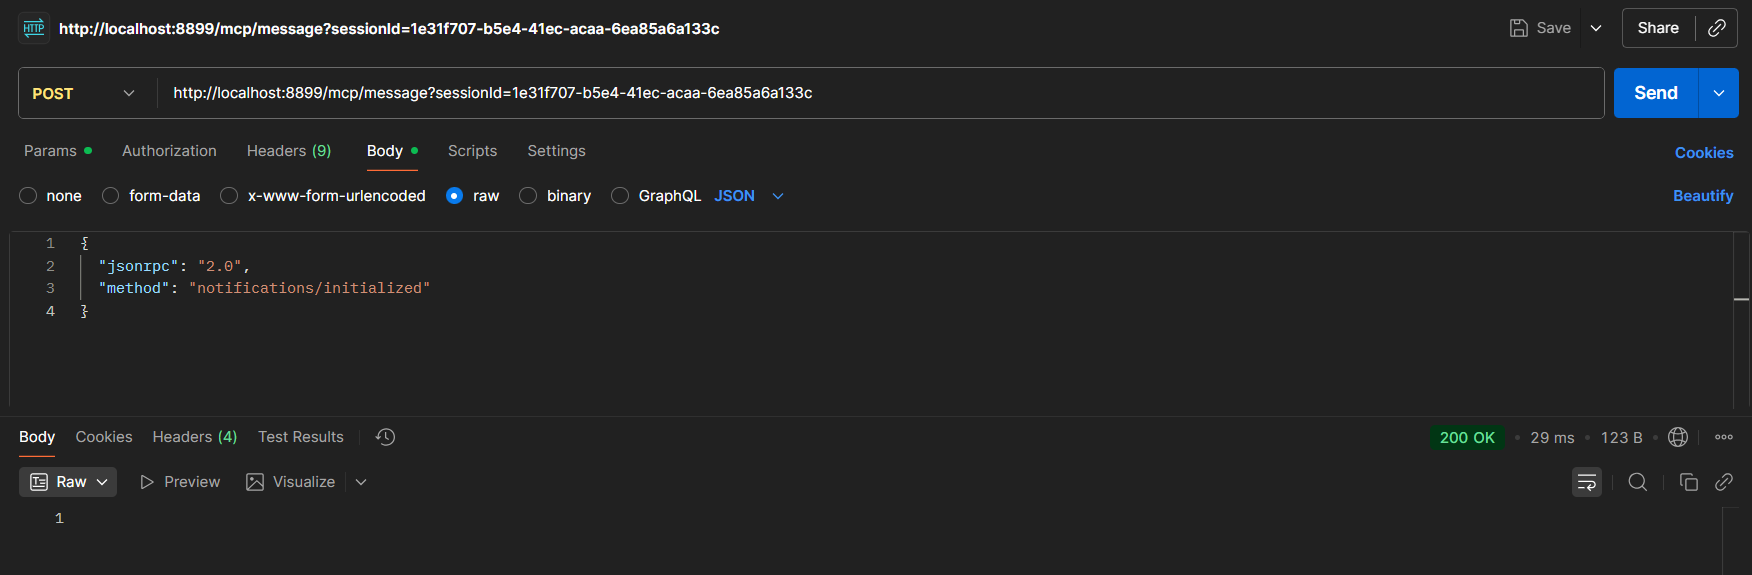 HTTP http://localhost:8899/mcp/message?sessionId=1e31f707-b5e4-41ec-acaa-6ea85a6a133c Save Share
POST http://localhost:8899/mcp/message?sessionId=1e31f707-b5e4-41ec-acaa-6ea85a6a133c Send
Params Authorization Headers (9) Body Scripts Settings Cookies
none form-data x-www-form-urlencoded raw binary GraphQL JSON Beautify
1 {
2 "jsonrpc": "2.0",
3 "method": "notifications/initialized"
4 }
Body Cookies Headers (4) Test Results 200 OK • 29 ms • 123 B •
Raw Preview Visualize
1